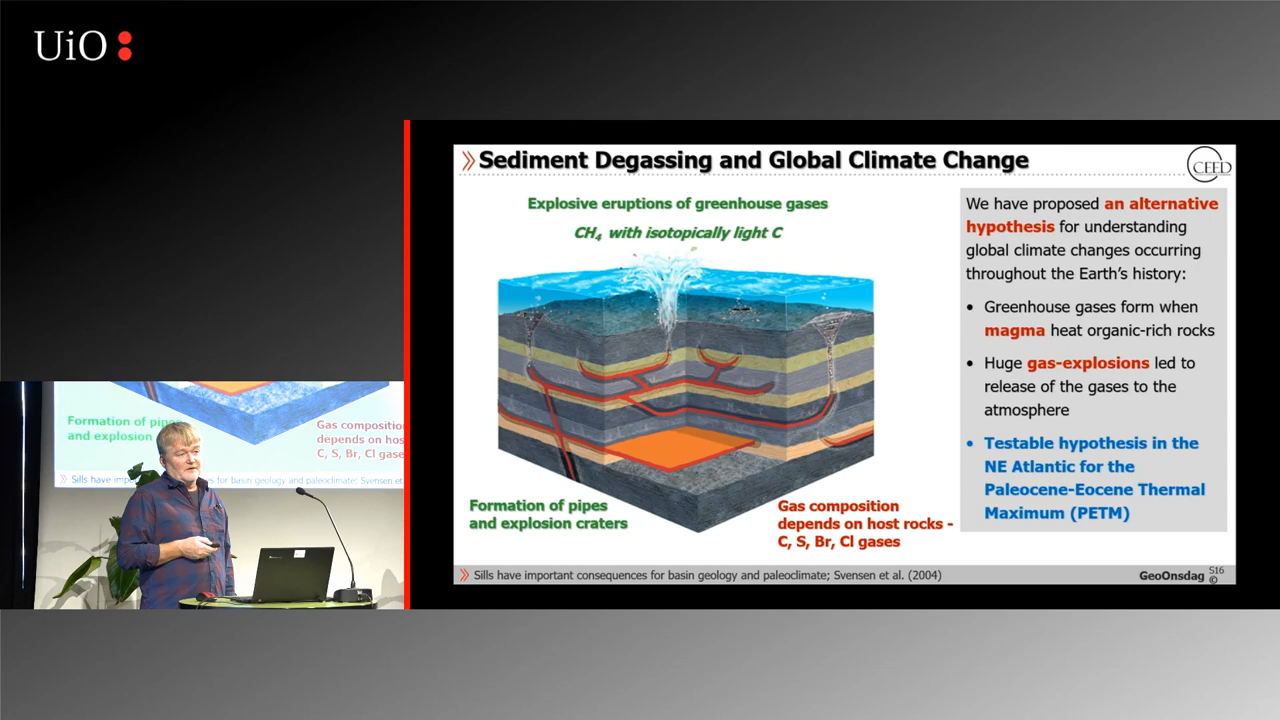 UiO:
Sediment Degassing and Global Climate Change
CEED
Explosive eruptions of greenhouse gases
CH₄ with isotopically light C
Formation of pipes
and explosion craters
Gas composition
depends on host rocks -
C, S, Br, Cl gases
We have proposed an alternative
hypothesis for understanding
global climate changes occurring
throughout the Earth's history:
• Greenhouse gases form when
magma heat organic-rich rocks
• Huge gas-explosions led to
release of the gases to the
atmosphere
• Testable hypothesis in the
NE Atlantic for the
Paleocene-Eocene Thermal
Maximum (PETM)
Sills have important consequences for basin geology and paleoclimate; Svensen et al. (2004)
GeoOnsdag
S16
©
Formation of pipes
and explosion
Gas composition
depends on host
C, S, Br, Cl gase
Sills have imp
es for basin geology and paleoclimate; Svensen et